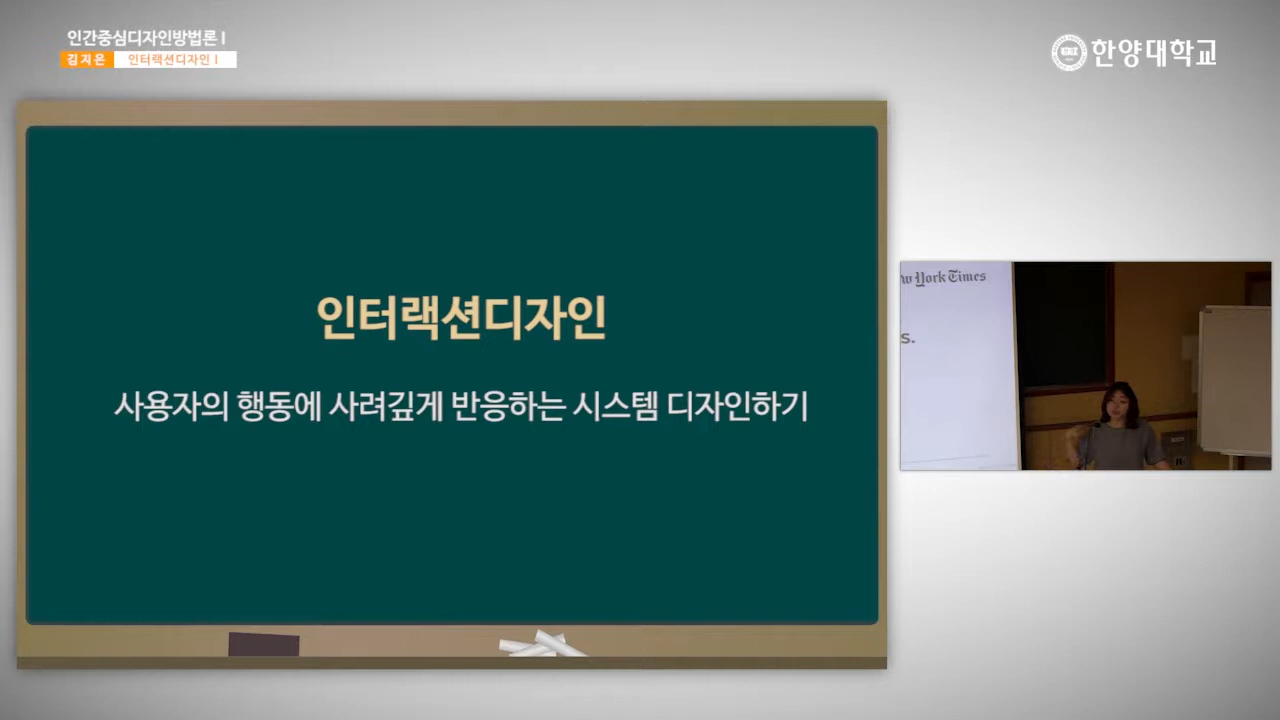 인간중심디자인방법론 I
김지은 인터랙션디자인 I
한양대학교
인터랙션디자인
사용자의 행동에 사려깊게 반응하는 시스템 디자인하기
York Times
s.